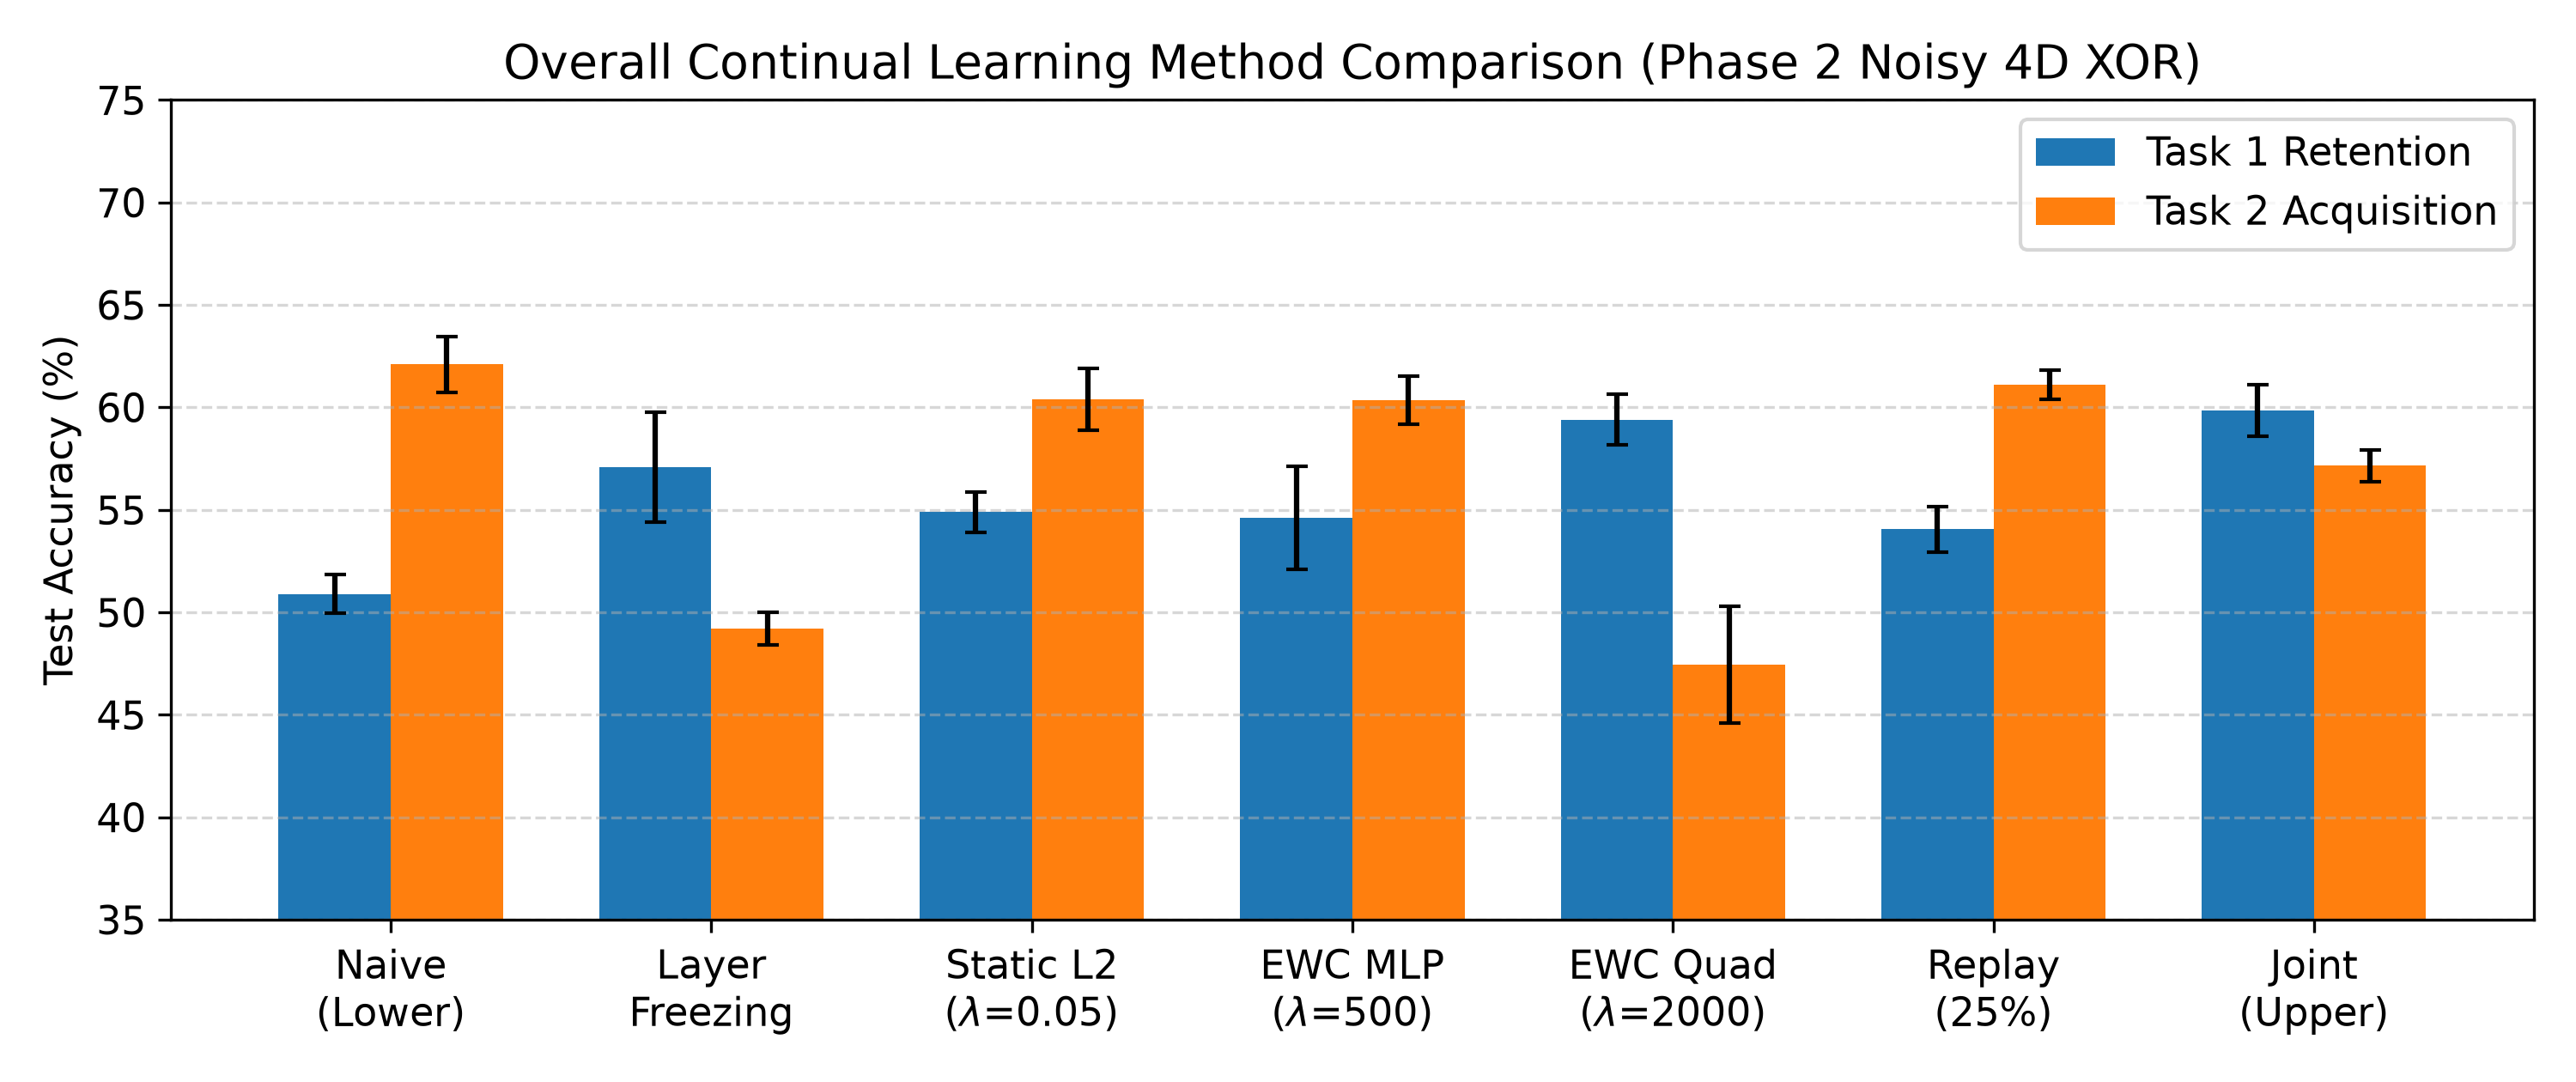 Overall Continual Learning Method Comparison (Phase 2 Noisy 4D XOR)
Test Accuracy (%)
75
70
65
60
55
50
45
40
35
Task 1 Retention
Task 2 Acquisition
Naive
(Lower)
Layer
Freezing
Static L2
(λ=0.05)
EWC MLP
(λ=500)
EWC Quad
(λ=2000)
Replay
(25%)
Joint
(Upper)